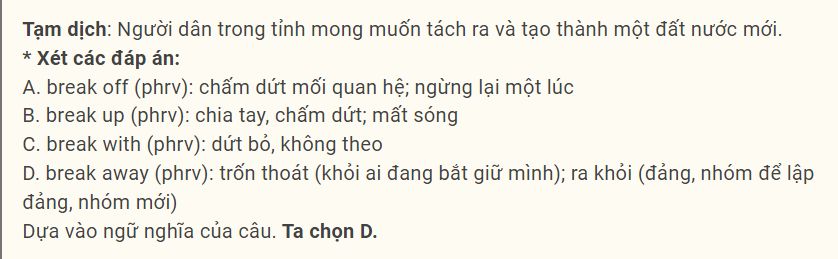 Tạm dịch: Người dân trong tỉnh mong muốn tách ra và tạo thành một đất nước mới.
* Xét các đáp án:
A. break off (phrv): chấm dứt mối quan hệ; ngừng lại một lúc
B. break up (phrv): chia tay, chấm dứt; mất sóng
C. break with (phrv): dứt bỏ, không theo
D. break away (phrv): trốn thoát (khỏi ai đang bắt giữ mình); ra khỏi (đảng, nhóm để lập
đảng, nhóm mới)
Dựa vào ngữ nghĩa của câu. Ta chọn D.